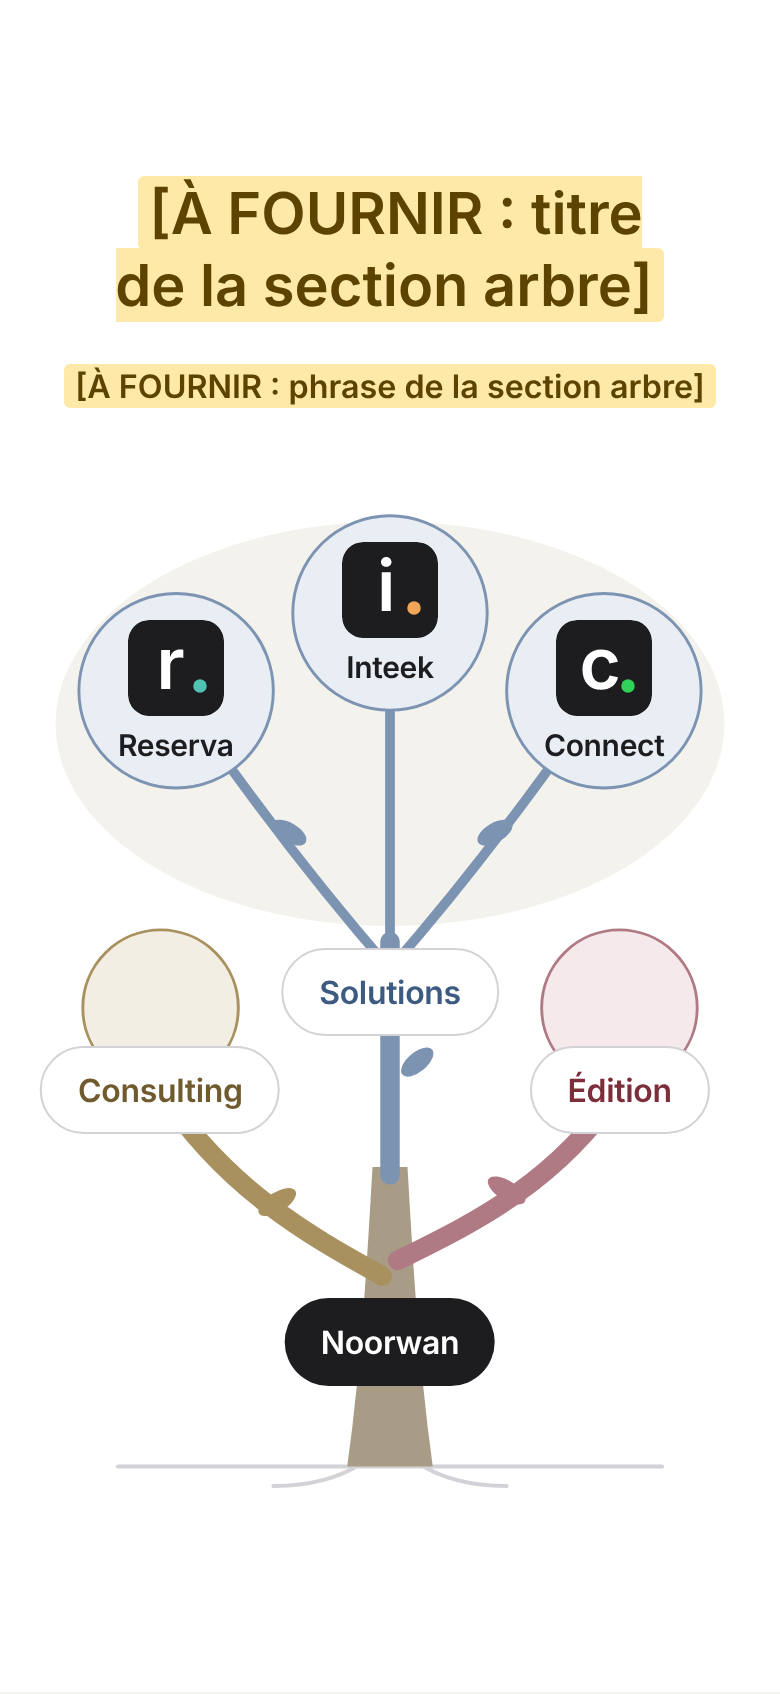 [À FOURNIR : titre
de la section arbre]
[À FOURNIR : phrase de la section arbre]
i.
Inteek
r.
Reserva
c.
Connect
Solutions
Consulting
Édition
Noorwan